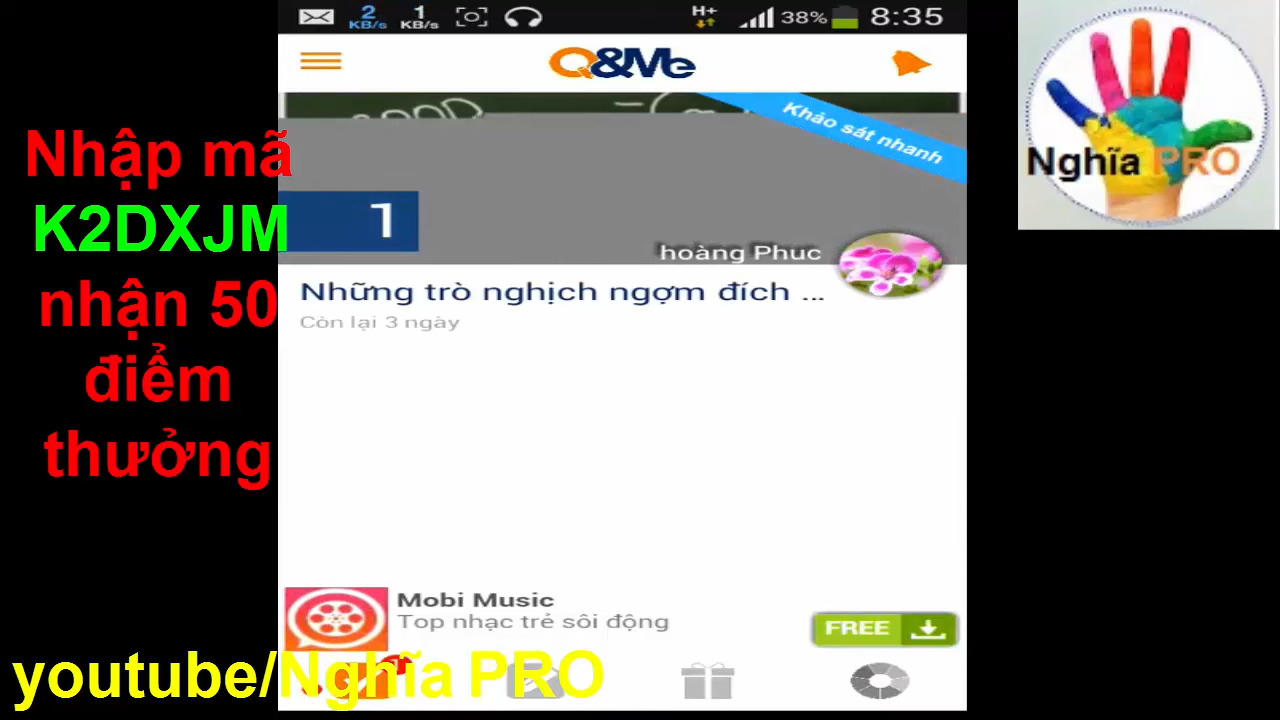 2
KB/s
1
KB/s
H+
38%
8:35
Q&Me
Khảo sát nhanh
Nghĩa PRO
Nhập mã
K2DXJM
nhận 50
điểm
thưởng
1
hoàng Phuc
Những trò nghịch ngợm đích ...
Còn lại 3 ngày
Mobi Music
Top nhạc trẻ sôi động
FREE
youtube/Nghĩa PRO